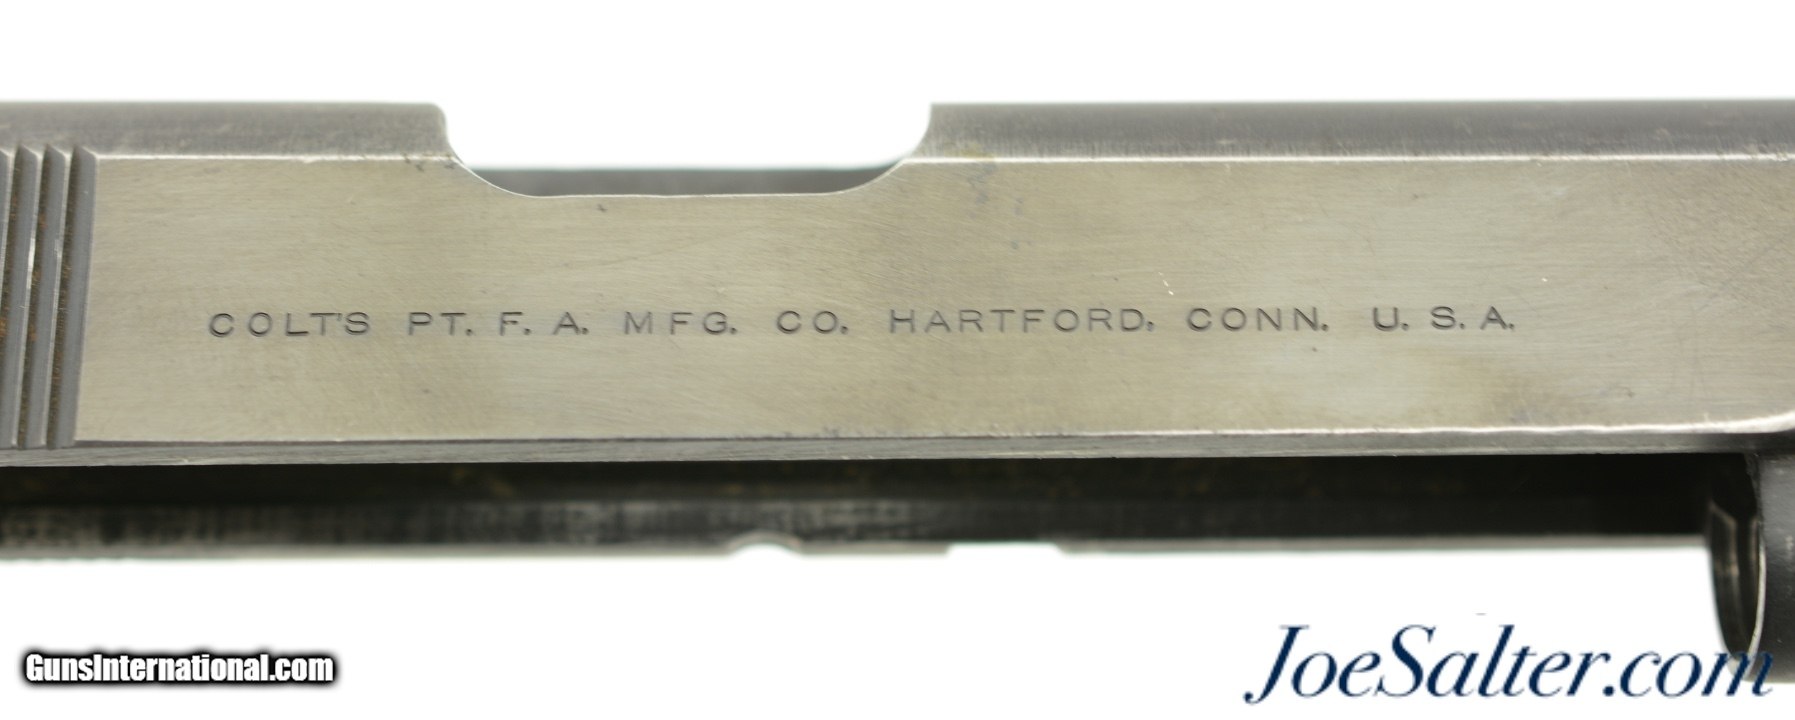 COLT'S PT. F. A. MFG. CO. HARTFORD. CONN. U. S. A.
GunsInternational.com
JoeSalter.com